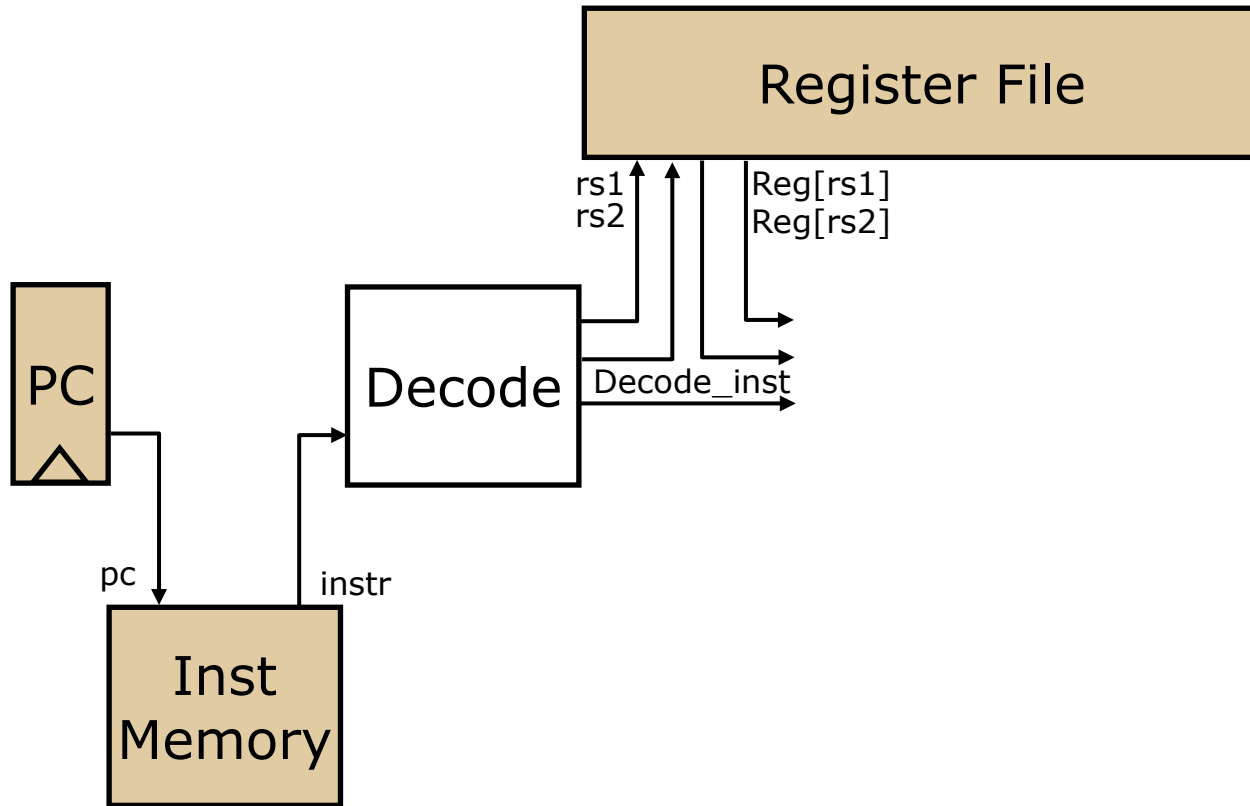 Register File
rs1
rs2
Reg[rs1]
Reg[rs2]
PC
Decode
Decode_inst
pc
instr
Inst
Memory